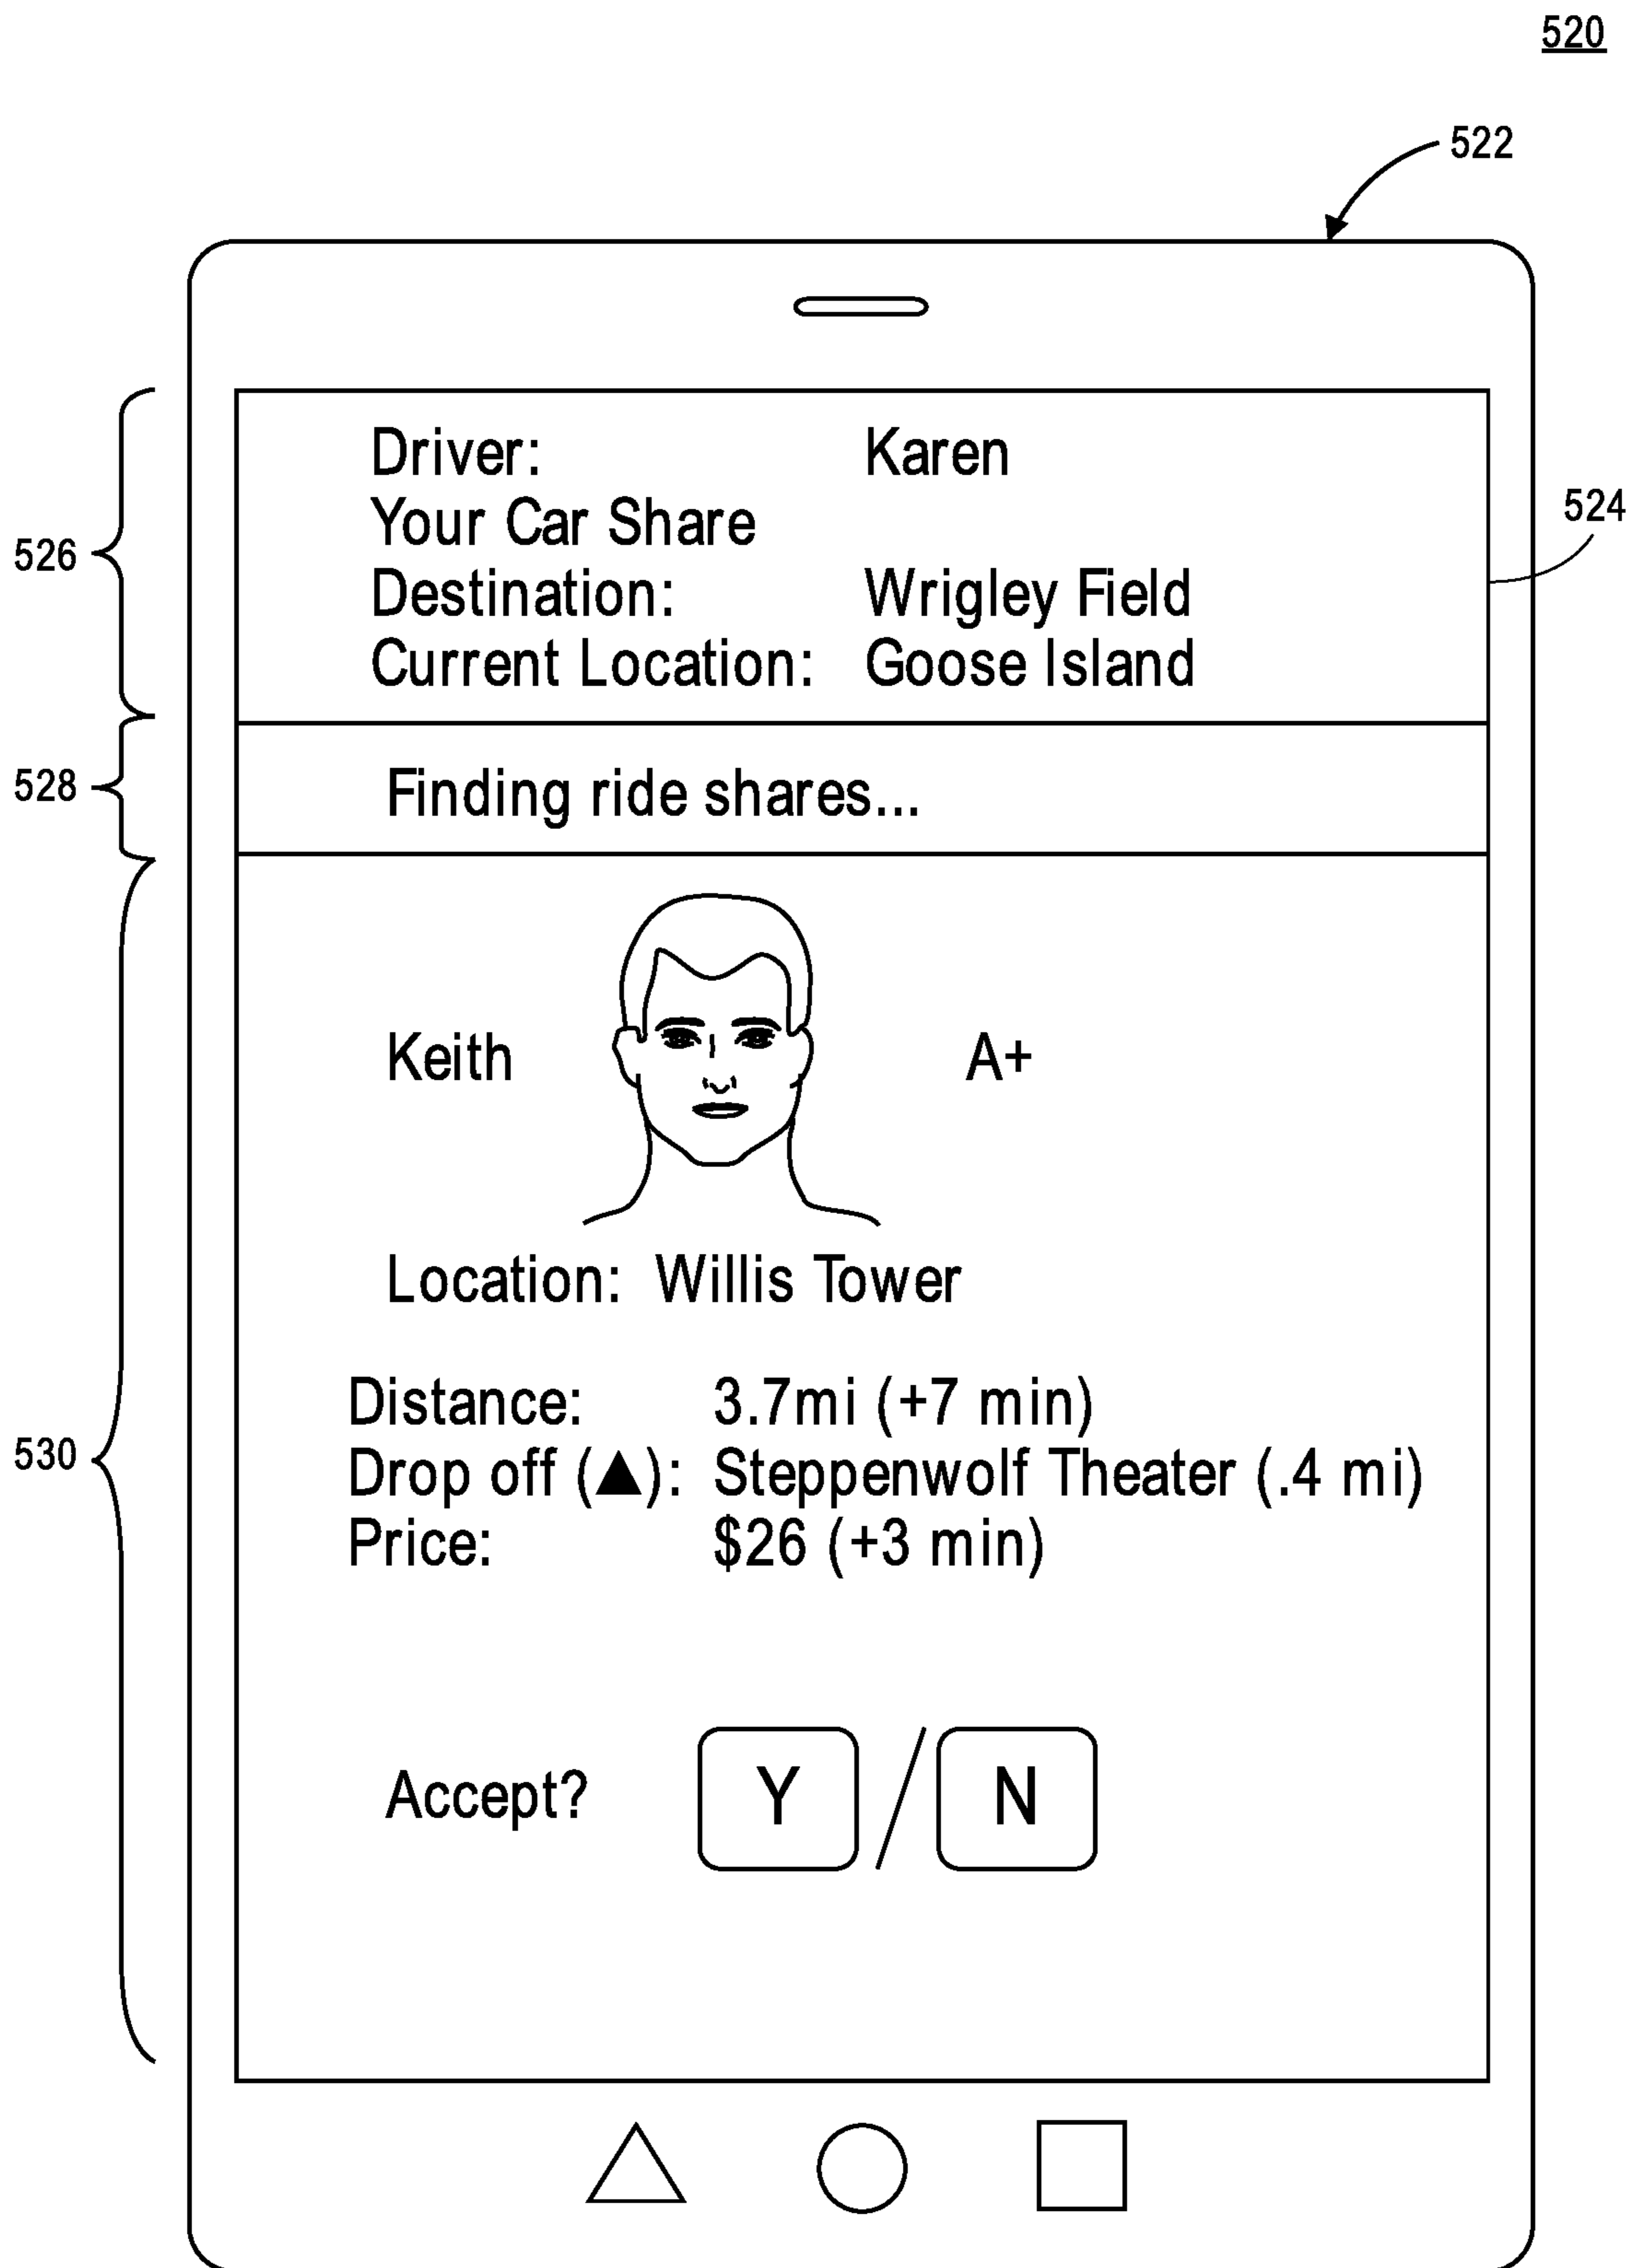 520
522
Driver: Karen
Your Car Share
524
Destination: Wrigley Field
526
Current Location: Goose Island
528
Finding ride shares...
Keith A+
Location: Willis Tower
Distance: 3.7mi (+7 min)
530
Drop off (▲): Steppenwolf Theater (.4 mi)
Price: $26 (+3 min)
Accept? Y / N